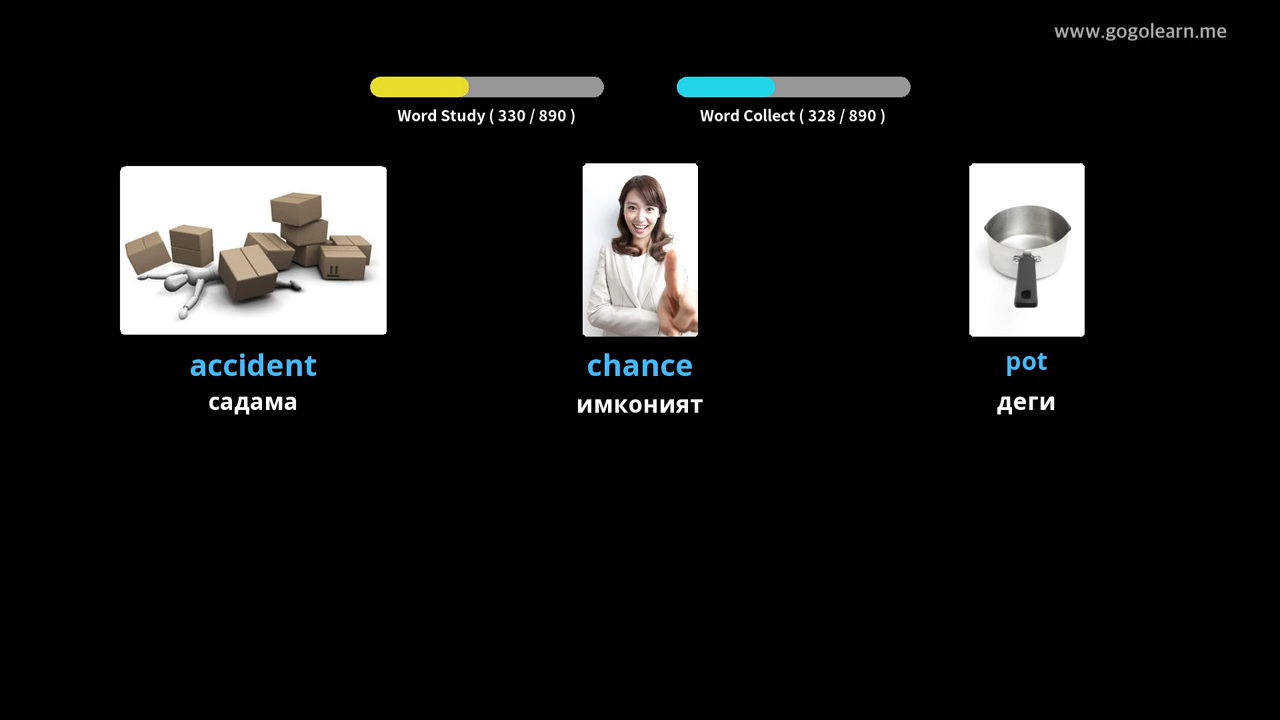 www.gogolearn.me
Word Study ( 330 / 890 )
Word Collect ( 328 / 890 )
accident
садама
chance
имконият
pot
деги